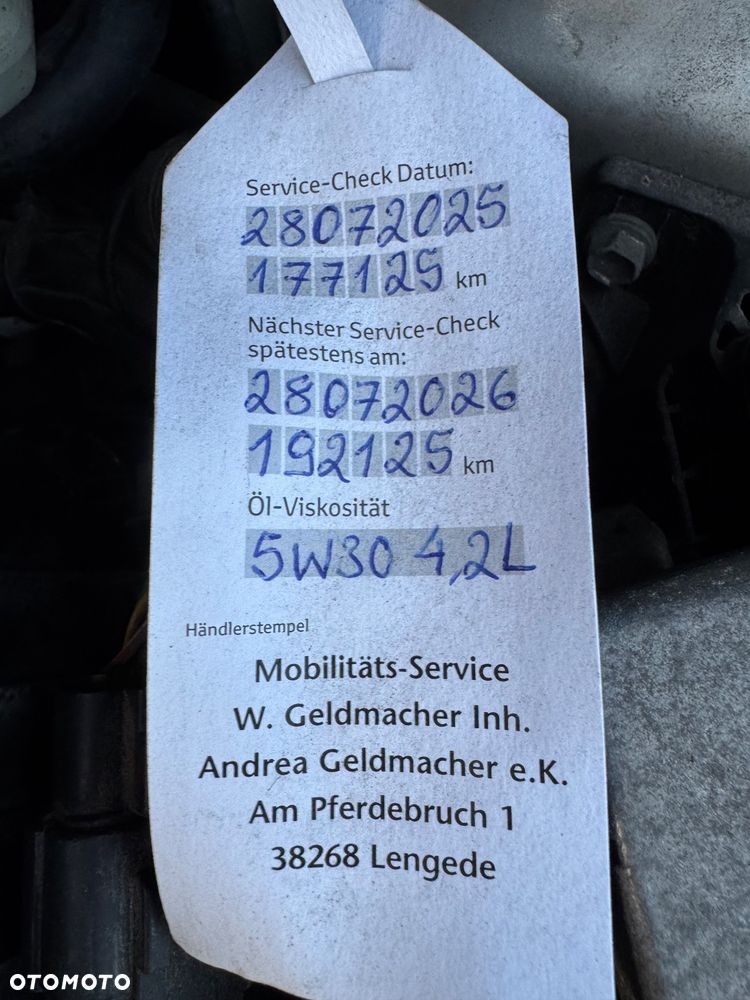 Service-Check Datum:
28072025
177125 km
Nächster Service-Check
spätestens am:
28072026
192125 km
Öl-Viskosität
5W30 4,2L
Händlerstempel
Mobilitäts-Service
W. Geldmacher Inh.
Andrea Geldmacher e.K.
Am Pferdebruch 1
38268 Lengede
OTOMOTO